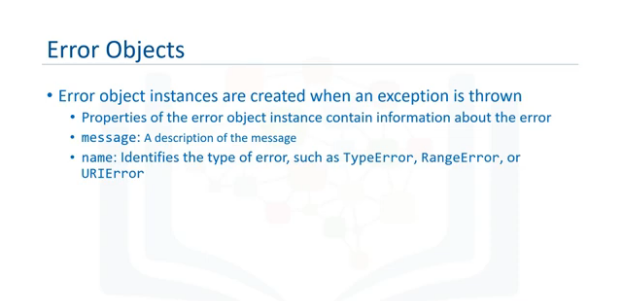 Error Objects
• Error object instances are created when an exception is thrown
• Properties of the error object instance contain information about the error
• message: A description of the message
• name: Identifies the type of error, such as TypeError, RangeError, or
URIError